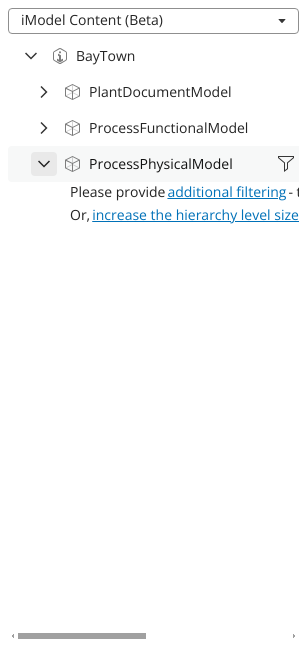 iModel Content (Beta)
BayTown
PlantDocumentModel
ProcessFunctionalModel
ProcessPhysicalModel
Please provide additional filtering -
Or, increase the hierarchy level size